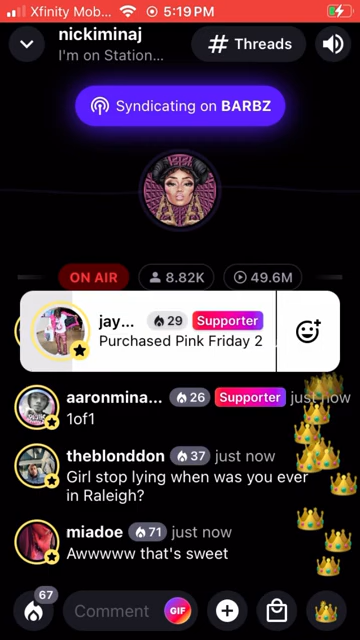 Xfinity Mob... 5:19 PM
nickiminaj
I'm on Station...
# Threads
Syndicating on BARBZ
ON AIR 8.82K 49.6M
jay... 29 Supporter
Purchased Pink Friday 2
aaronmina... 26 Supporter just now
1of1
theblonddon 37 just now
Girl stop lying when was you ever
in Raleigh?
miadoe 71 just now
Awwwww that's sweet
67
Comment GIF